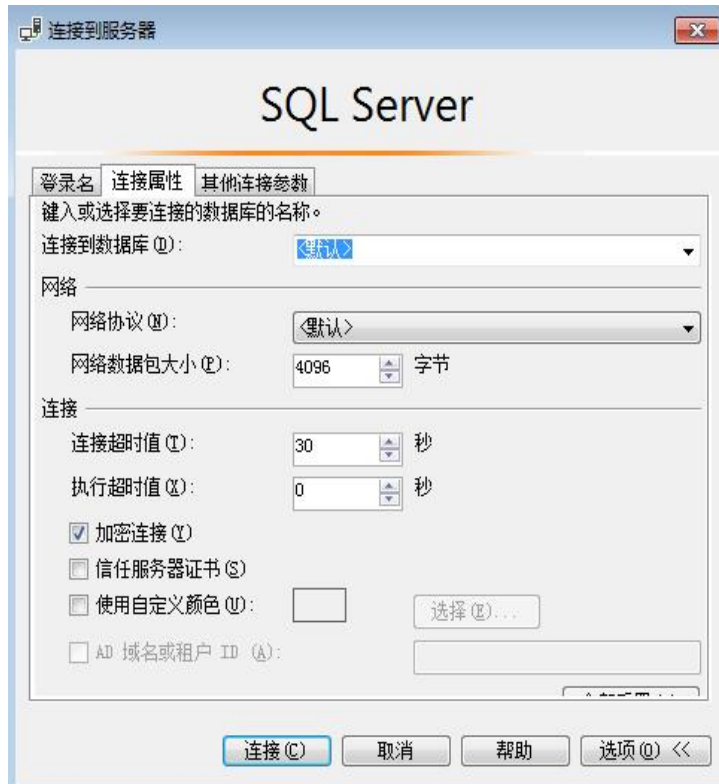 连接到服务器
SQL Server
登录名 连接属性 其他连接参数
键入或选择要连接的数据库的名称。
连接到数据库(D): <默认>
网络
网络协议(N): <默认>
网络数据包大小(P): 4096 字节
连接
连接超时值(T): 30 秒
执行超时值(X): 0 秒
加密连接(Y)
信任服务器证书(S)
使用自定义颜色(U): 选择(E)...
AD 域名或租户 ID (A):
连接(C) 取消 帮助 选项(O) <<